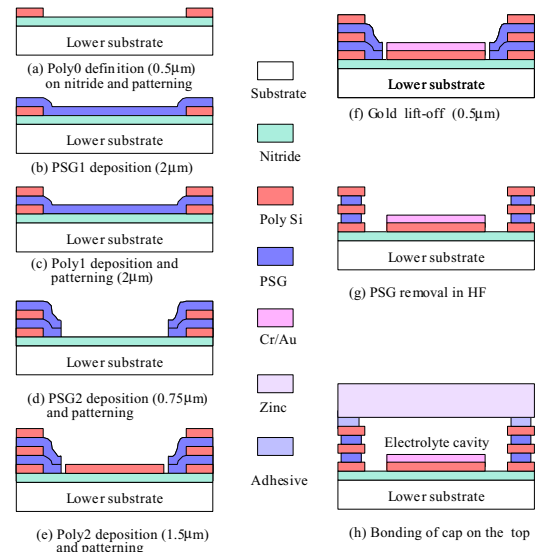 Lower substrate
(a) Poly0 definition (0.5μm)
on nitride and patterning
Lower substrate
(b) PSG1 deposition (2μm)
Lower substrate
(c) Poly1 deposition and
patterning (2μm)
Lower substrate
(d) PSG2 deposition (0.75μm)
and patterning
Lower substrate
(e) Poly2 deposition (1.5μm)
and patterning
Substrate
Nitride
Poly Si
PSG
Cr/Au
Zinc
Adhesive
Lower substrate
(f) Gold lift-off (0.5μm)
Lower substrate
(g) PSG removal in HF
Electrolyte cavity
Lower substrate
(h) Bonding of cap on the top